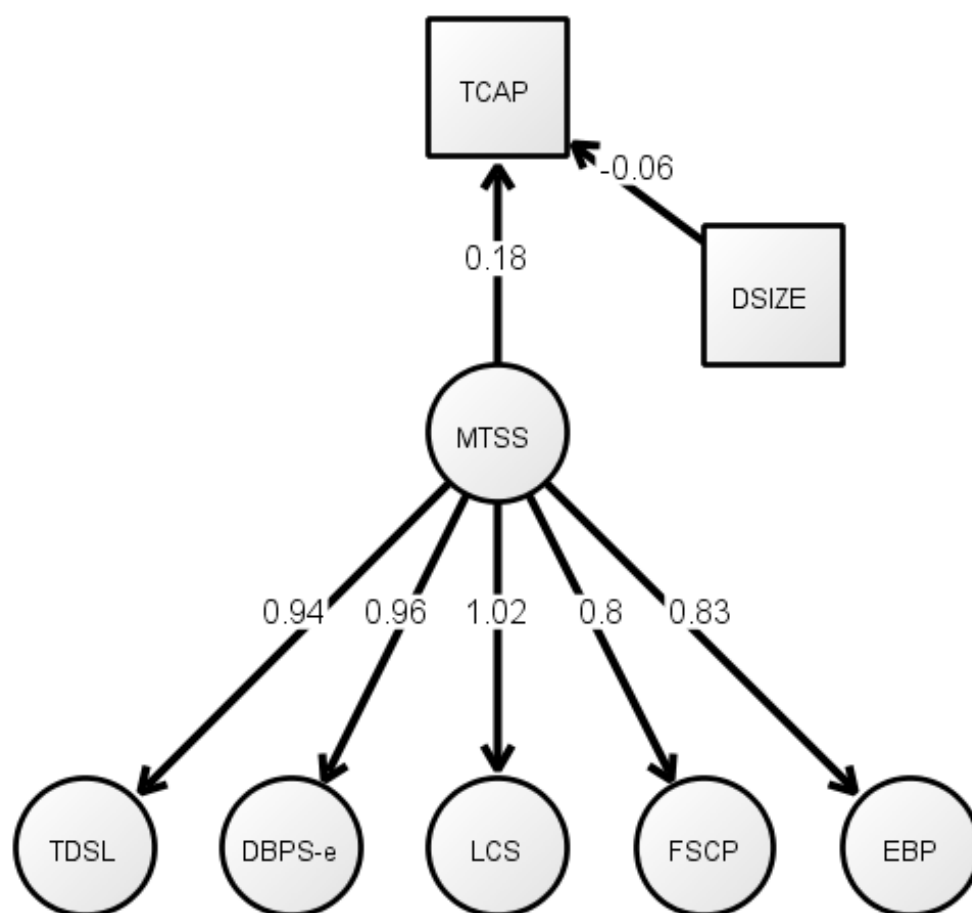 TCAP
-0.06
0.18
DSIZE
MTSS
0.94
0.96
1.02
0.8
0.83
TDSL
DBPS-e
LCS
FSCP
EBP